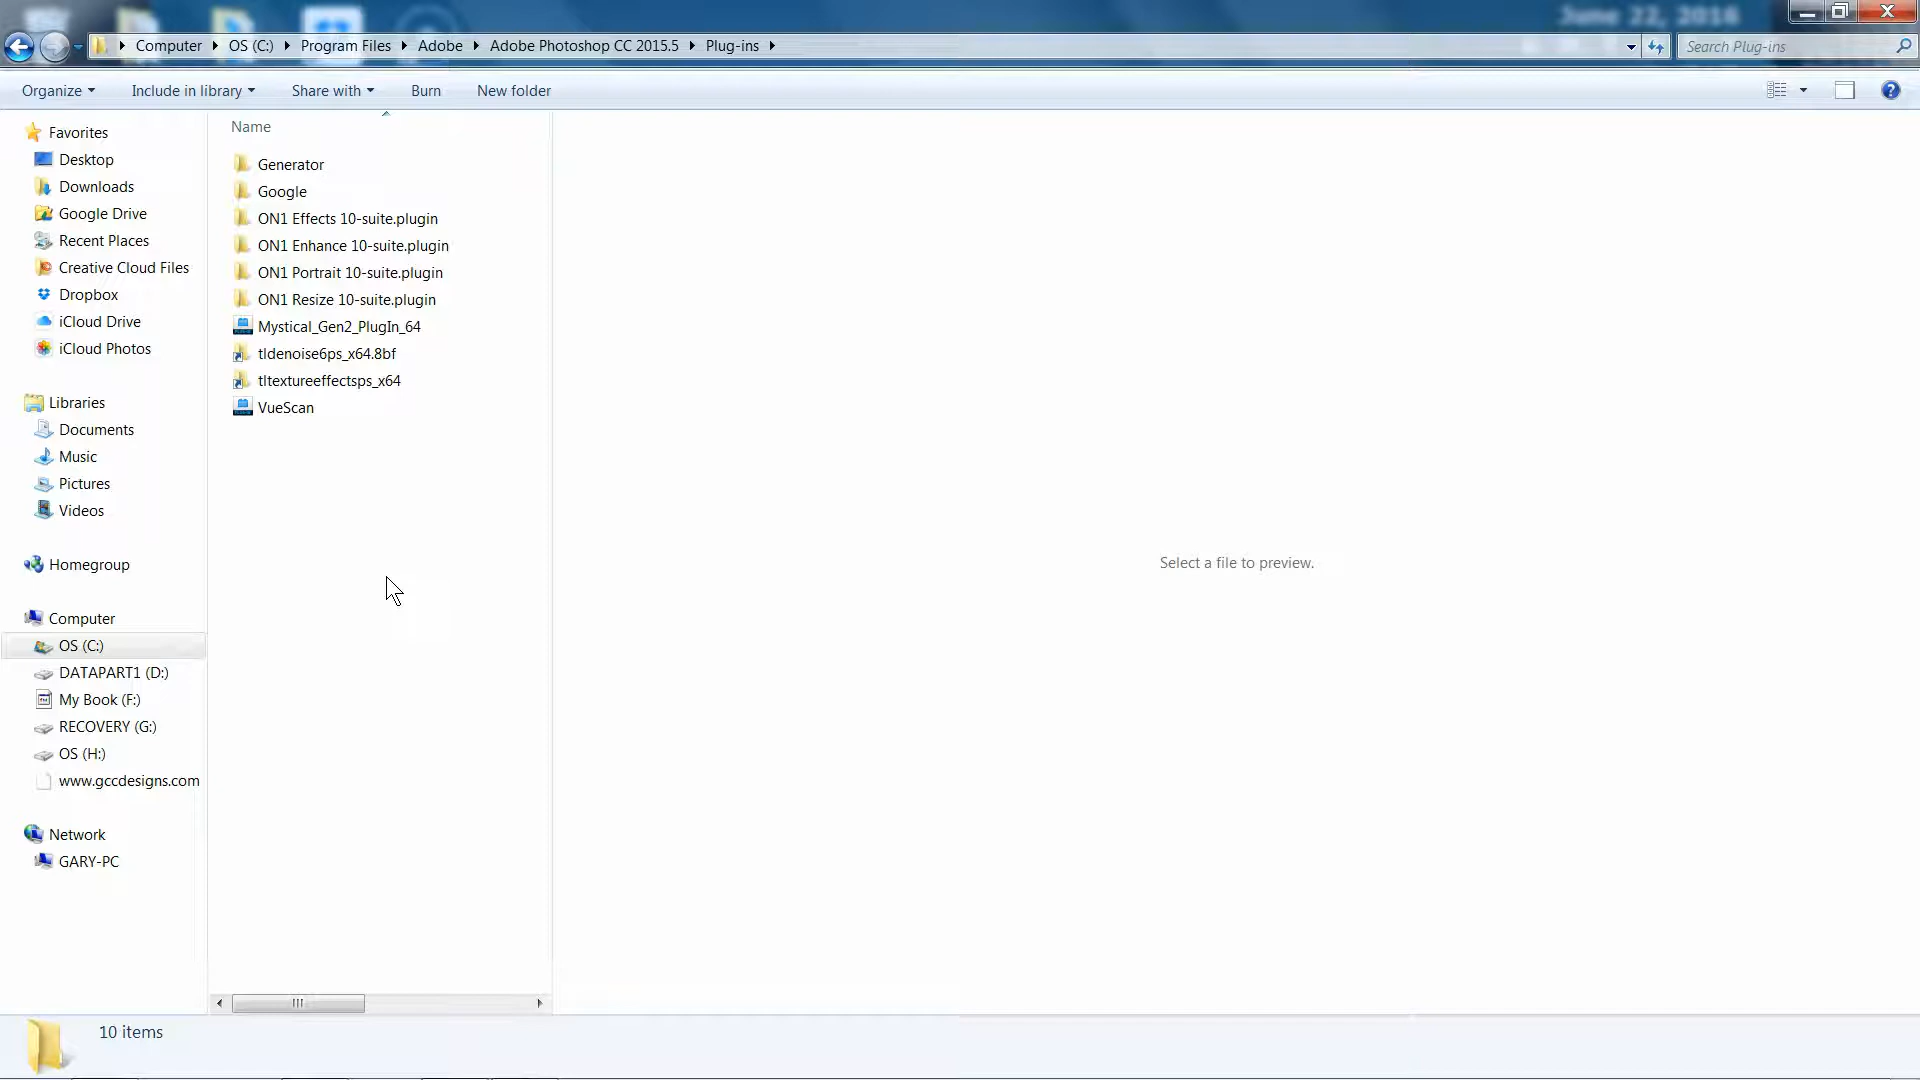 June 22, 2016
Computer OS (C:) Program Files Adobe Adobe Photoshop CC 2015.5 Plug-ins
Search Plug-ins
Organize Include in library Share with Burn New folder
Favorites
Desktop
Downloads
Google Drive
Recent Places
Creative Cloud Files
Dropbox
iCloud Drive
iCloud Photos
Libraries
Documents
Music
Pictures
Videos
Homegroup
Computer
OS (C:)
DATAPART1 (D:)
My Book (F:)
RECOVERY (G:)
OS (H:)
www.gccdesigns.com
Network
GARY-PC
Name
Generator
Google
ON1 Effects 10-suite.plugin
ON1 Enhance 10-suite.plugin
ON1 Portrait 10-suite.plugin
ON1 Resize 10-suite.plugin
Mystical_Gen2_PlugIn_64
tldenoise6ps_x64.8bf
tltextureeffectsps_x64
VueScan
Select a file to preview.
10 items